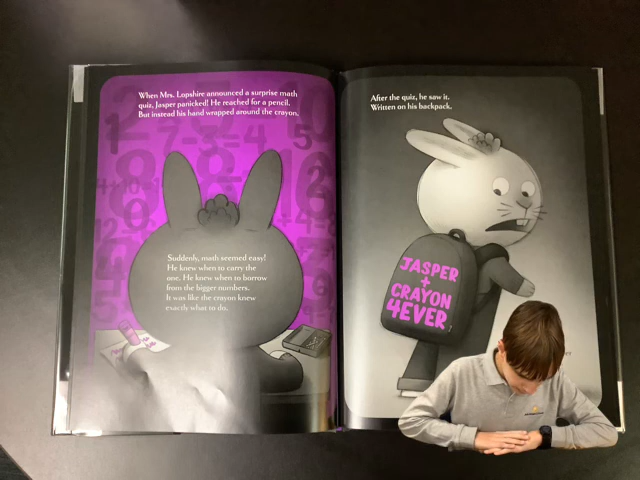 When Mrs. Lopshire announced a surprise math
quiz, Jasper panicked! He reached for a pencil.
But instead his hand wrapped around the crayon.
Suddenly, math seemed easy!
He knew when to carry the
one. He knew when to borrow
from the bigger numbers.
It was like the crayon knew
exactly what to do.
After the quiz, he saw it.
Written on his backpack,
JASPER
+
CRAYON
4EVER